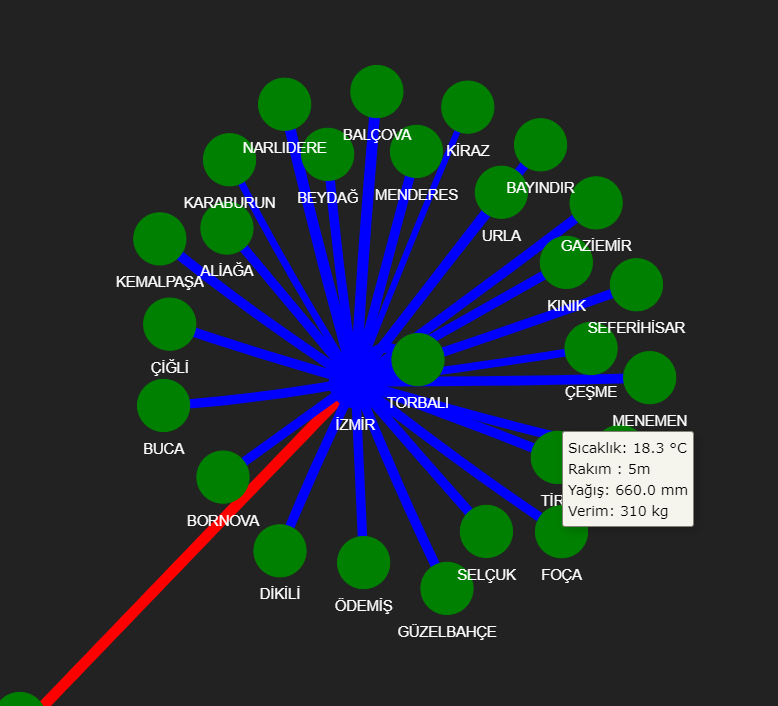 BALÇOVA
NARLIDERE
KİRAZ
BAYINDIR
BEYDAĞ
MENDERES
KARABURUN
URLA
GAZİEMİR
ALİAĞA
KEMALPAŞA
KINIK
SEFERİHİSAR
ÇİĞLİ
ÇEŞME
TORBALI
MENEMEN
İZMİR
BUCA
Sıcaklık: 18.3 °C
Rakım : 5m
Yağış: 660.0 mm
Verim: 310 kg
BORNOVA
SELÇUK
FOÇA
DİKİLİ
ÖDEMİŞ
GÜZELBAHÇE